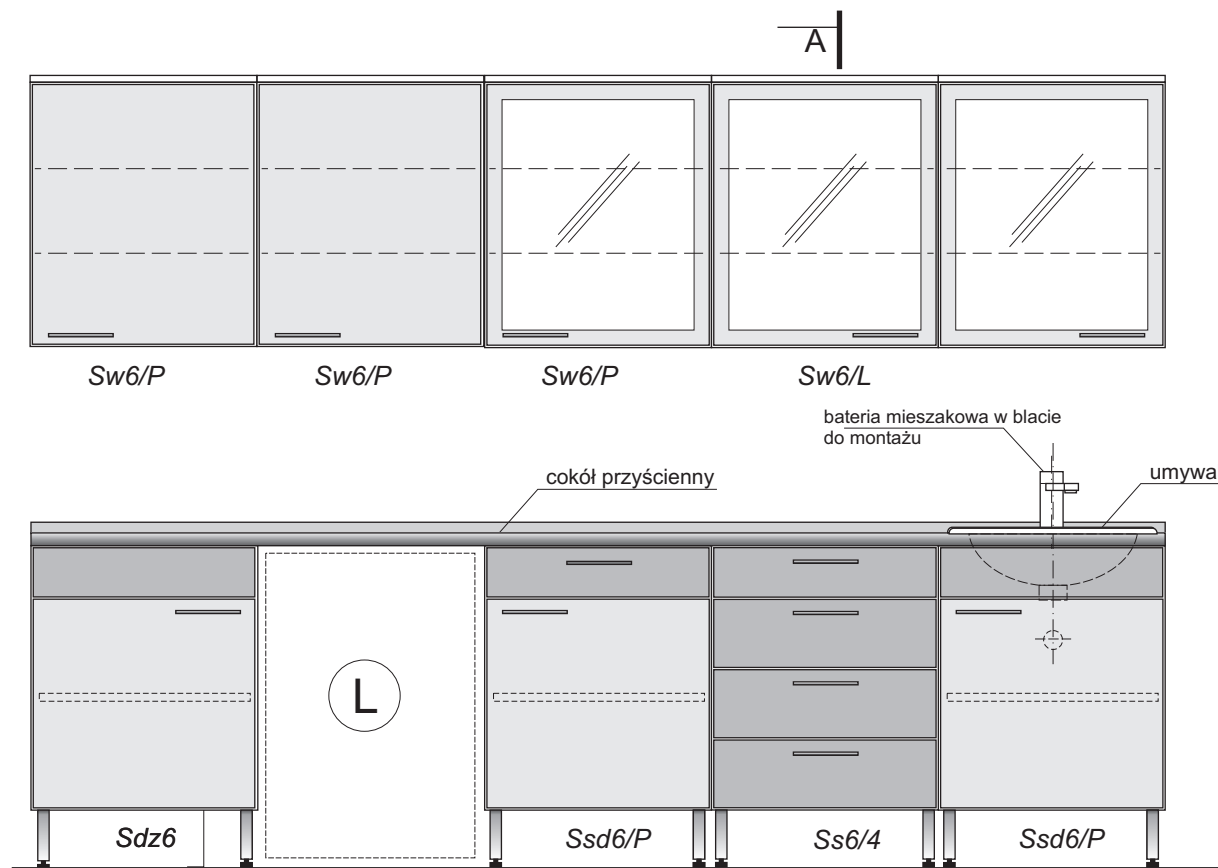 A
Sw6/P Sw6/P Sw6/P Sw6/L
bateria mieszakowa w blacie
do montażu
cokół przyścienny
umywa
L
Sdz6 Ssd6/P Ss6/4 Ssd6/P